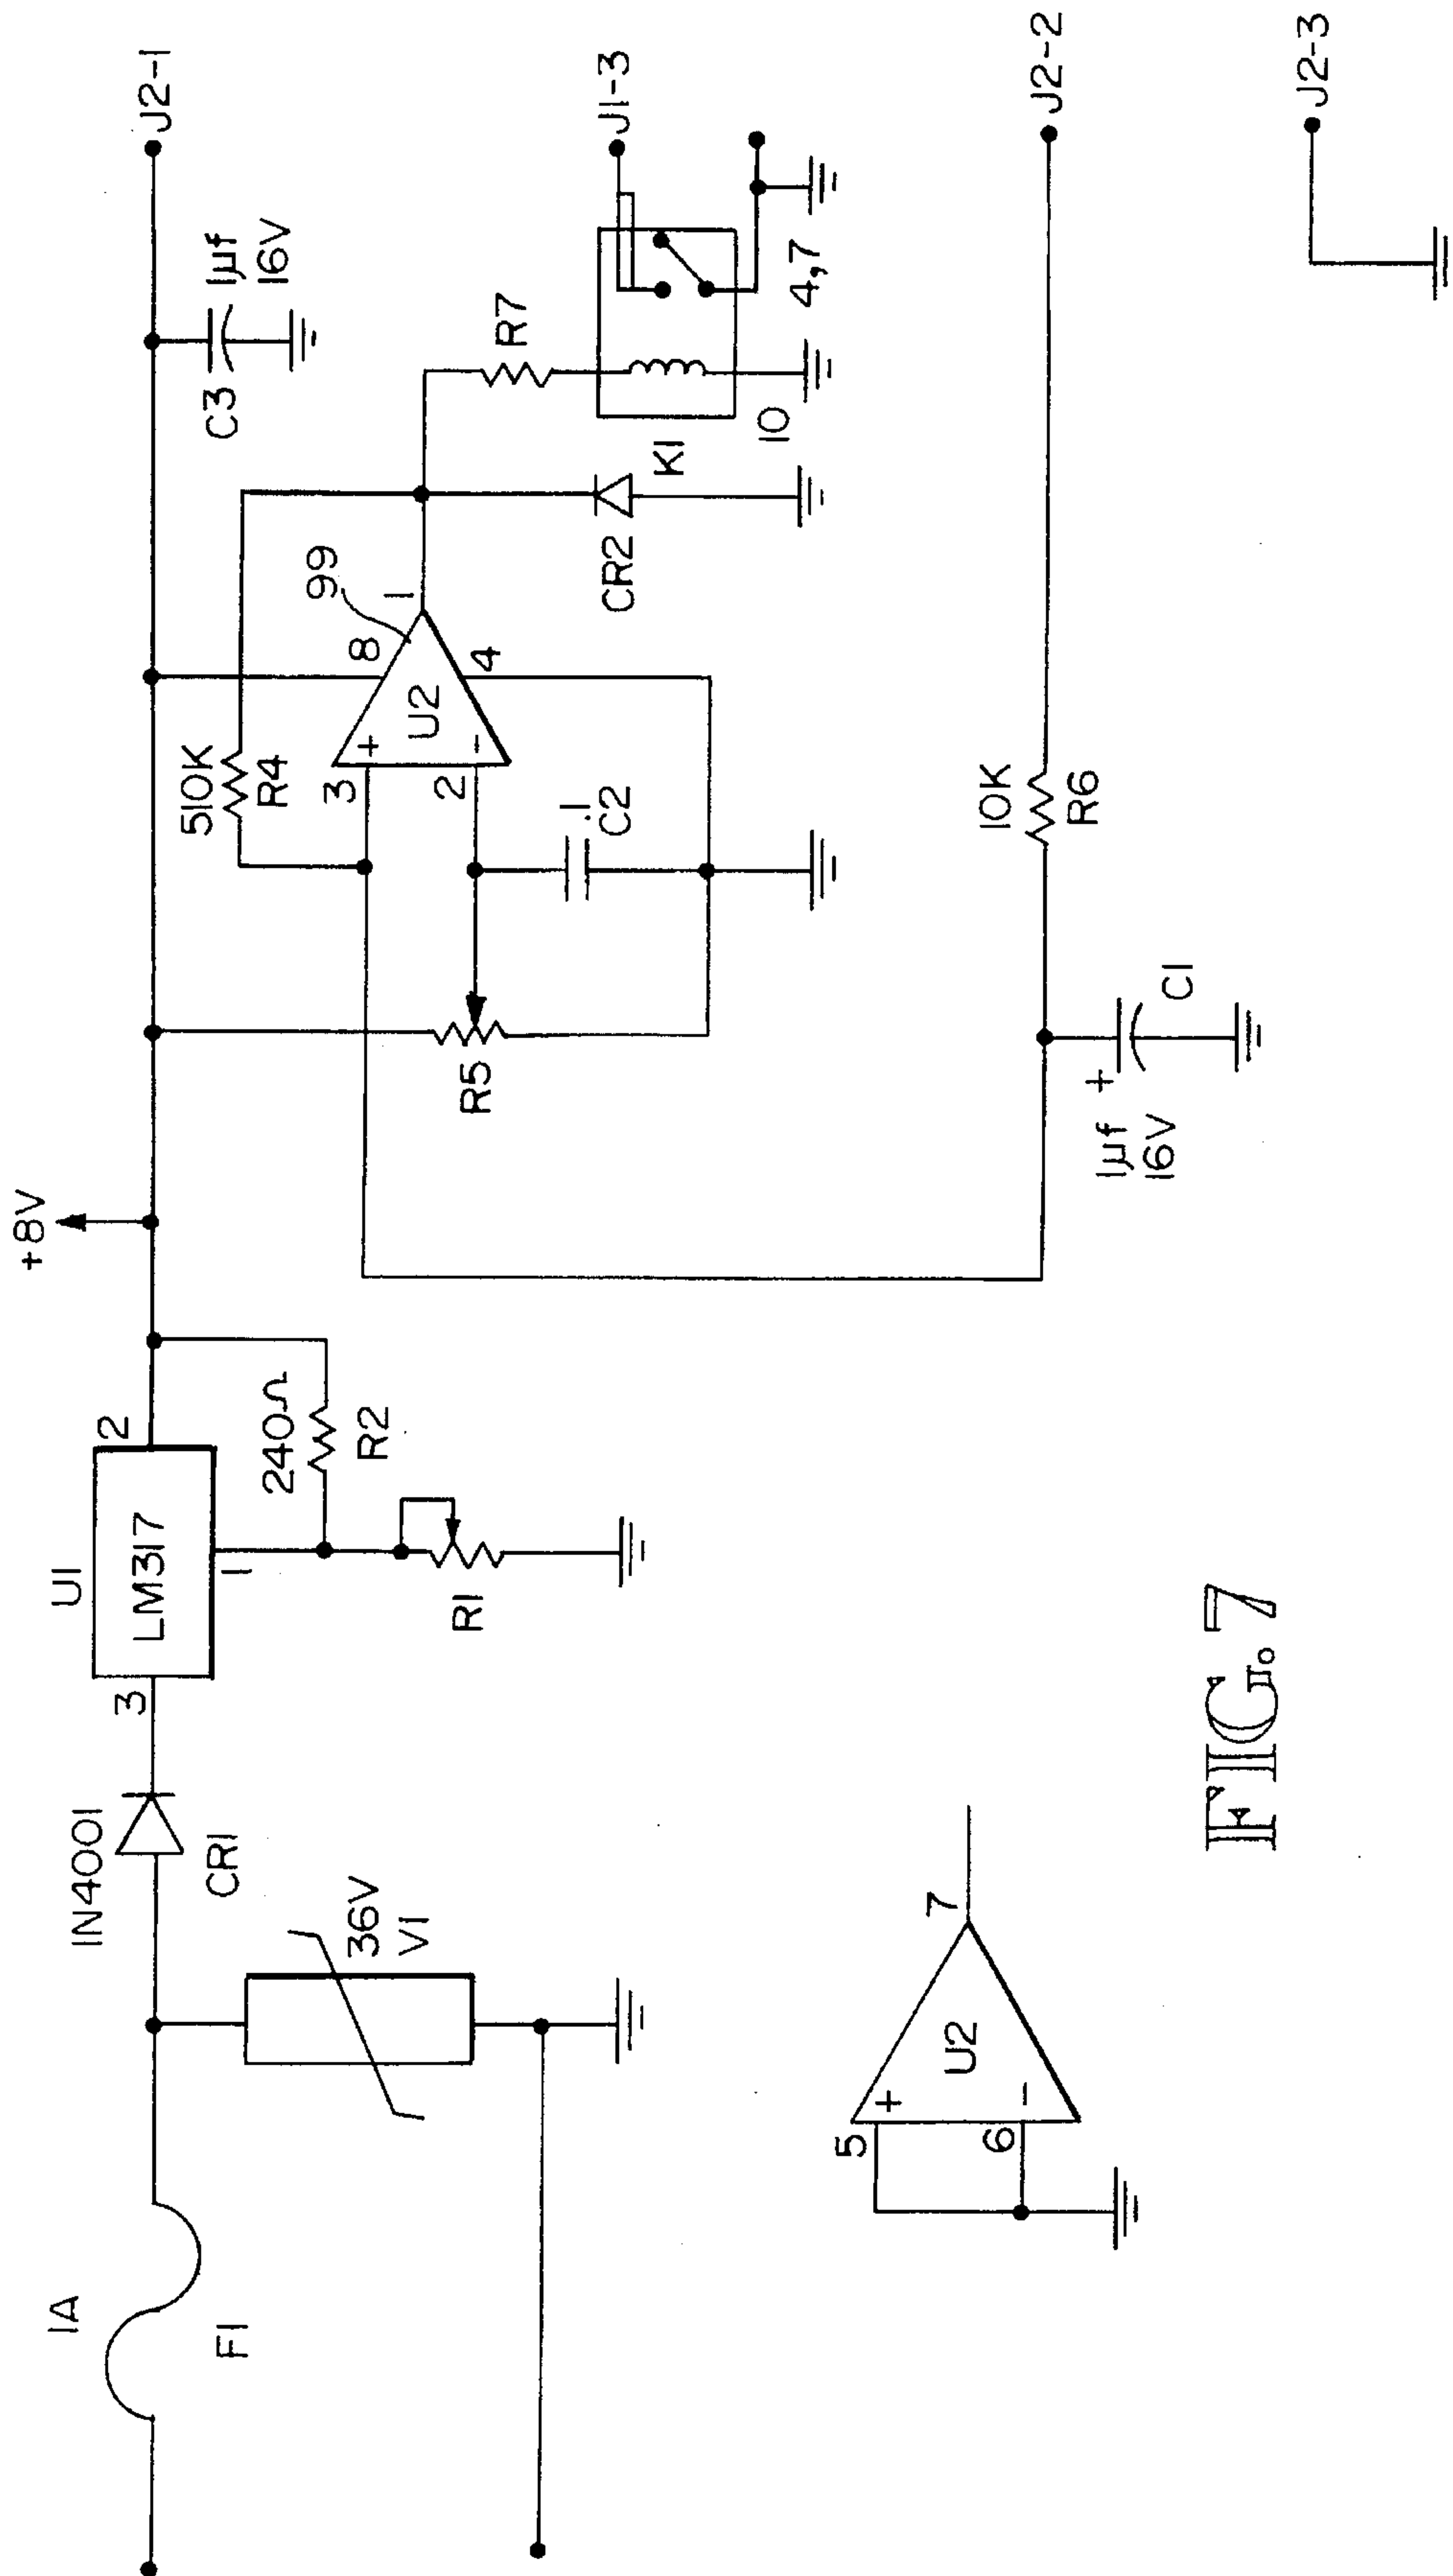 1A
F1
1N4001
CR1
36V
V1
U1
LM317
3
2
1
240Ω
R2
R1
+8V
R5
510K
R4
3
+
2
-
U2
8
4
1
99
.1
C2
CR2
K1
R7
10
4,7
C3
1µf
16V
J2-1
J1-3
1µf
16V
+
C1
10K
R6
J2-2
J2-3
5
+
6
-
U2
7
FIG. 7